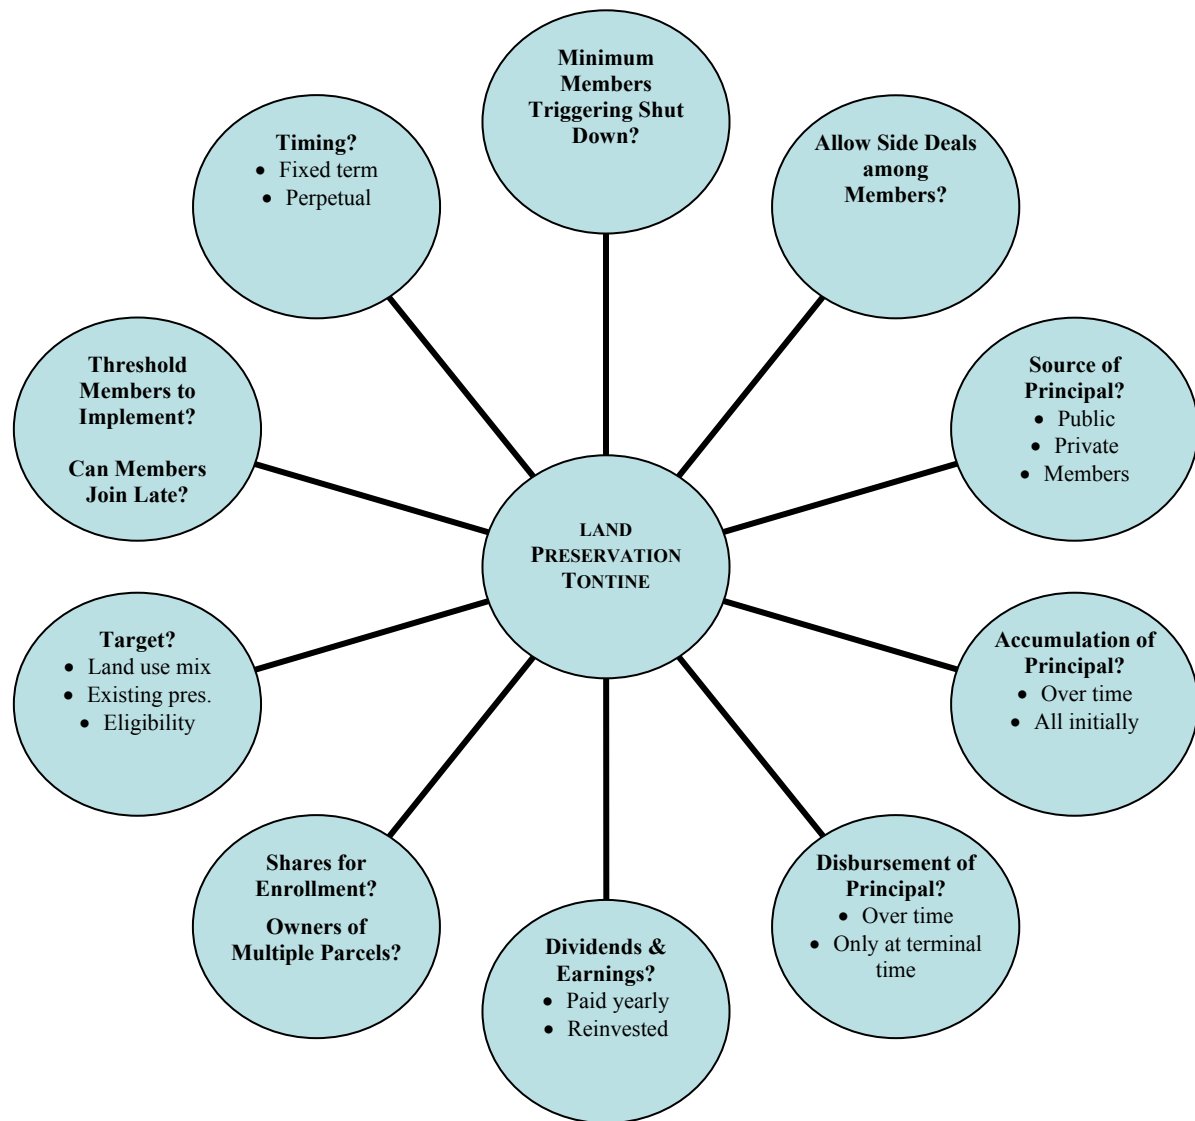 Minimum
Members
Triggering Shut
Down?
Timing?
• Fixed term
• Perpetual
Allow Side Deals
among
Members?
Threshold
Members to
Implement?
Can Members
Join Late?
Source of
Principal?
• Public
• Private
• Members
LAND
PRESERVATION
TONTINE
Target?
• Land use mix
• Existing pres.
• Eligibility
Accumulation of
Principal?
• Over time
• All initially
Shares for
Enrollment?
Owners of
Multiple Parcels?
Disbursement of
Principal?
• Over time
• Only at terminal
time
Dividends &
Earnings?
• Paid yearly
• Reinvested